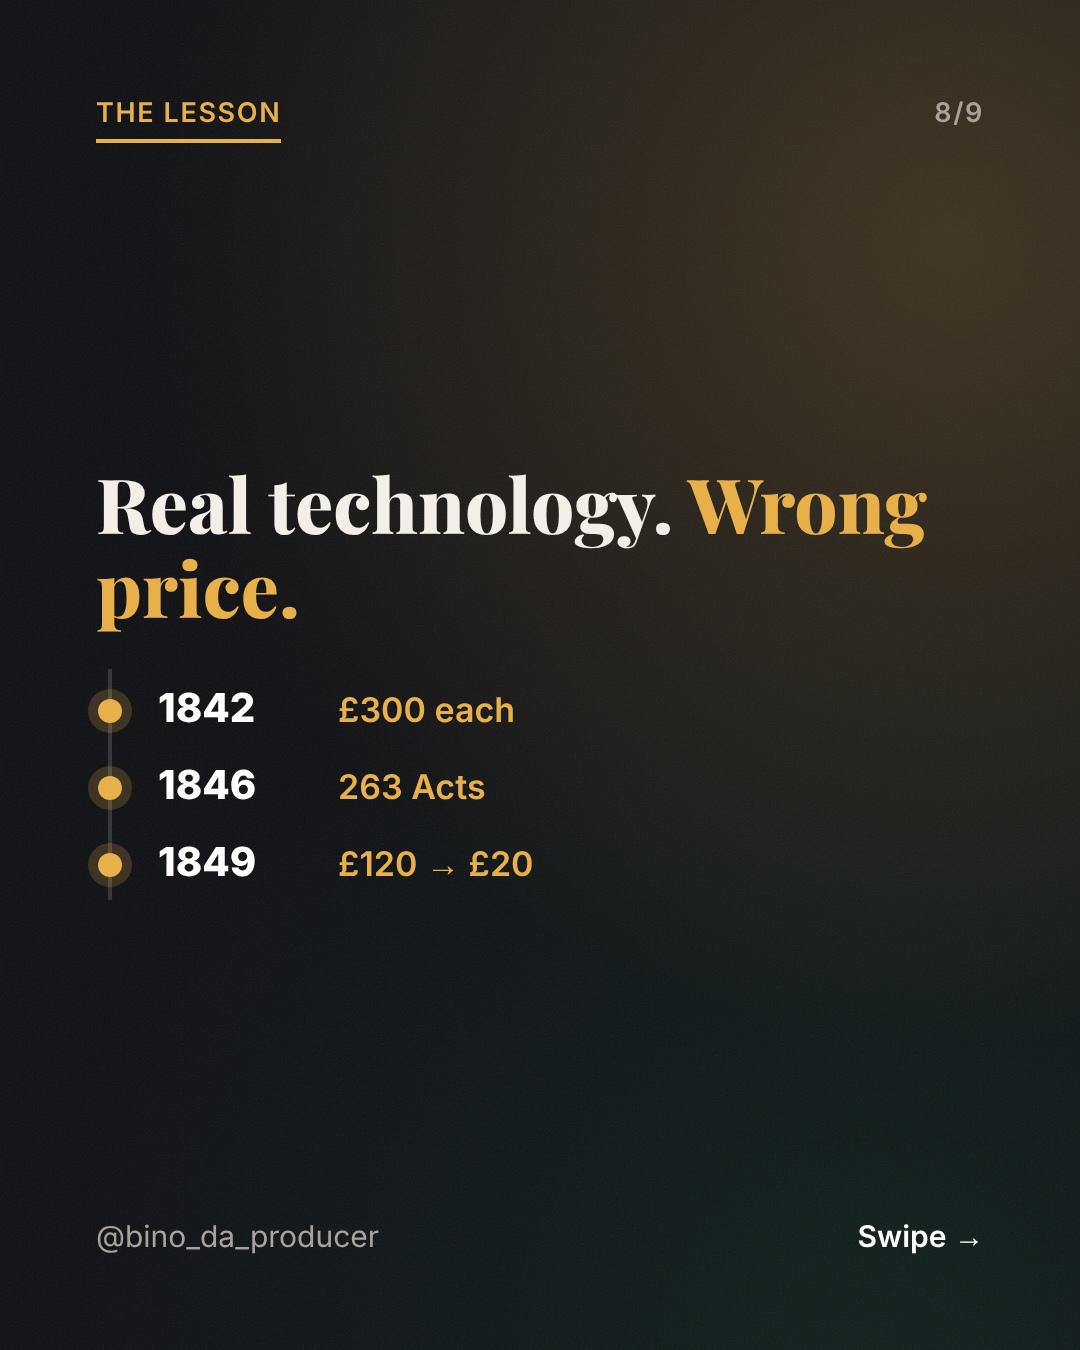 THE LESSON
8/9
Real technology. Wrong
price.
1842 £300 each
1846 263 Acts
1849 £120 → £20
@bino_da_producer
Swipe →